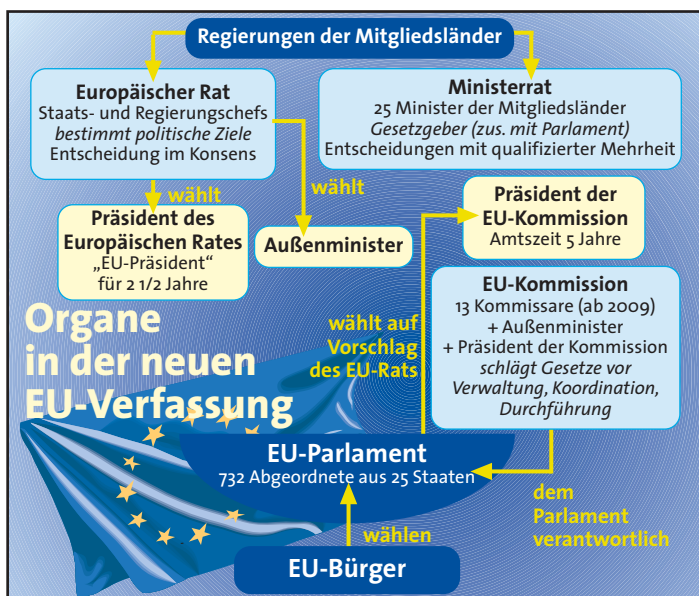 Regierungen der Mitgliedsländer
Europäischer Rat
Staats- und Regierungschefs
bestimmt politische Ziele
Entscheidung im Konsens
Ministerrat
25 Minister der Mitgliedsländer
Gesetzgeber (zus. mit Parlament)
Entscheidungen mit qualifizierter Mehrheit
wählt
wählt
Präsident des
Europäischen Rates
„EU-Präsident“
für 2 1/2 Jahre
Außenminister
Präsident der
EU-Kommission
Amtszeit 5 Jahre
EU-Kommission
13 Kommissare (ab 2009)
+ Außenminister
+ Präsident der Kommission
schlägt Gesetze vor
Verwaltung, Koordination,
Durchführung
Organe
in der neuen
EU-Verfassung
wählt auf
Vorschlag
des EU-Rats
EU-Parlament
732 Abgeordnete aus 25 Staaten
dem
Parlament
verantwortlich
wählen
EU-Bürger